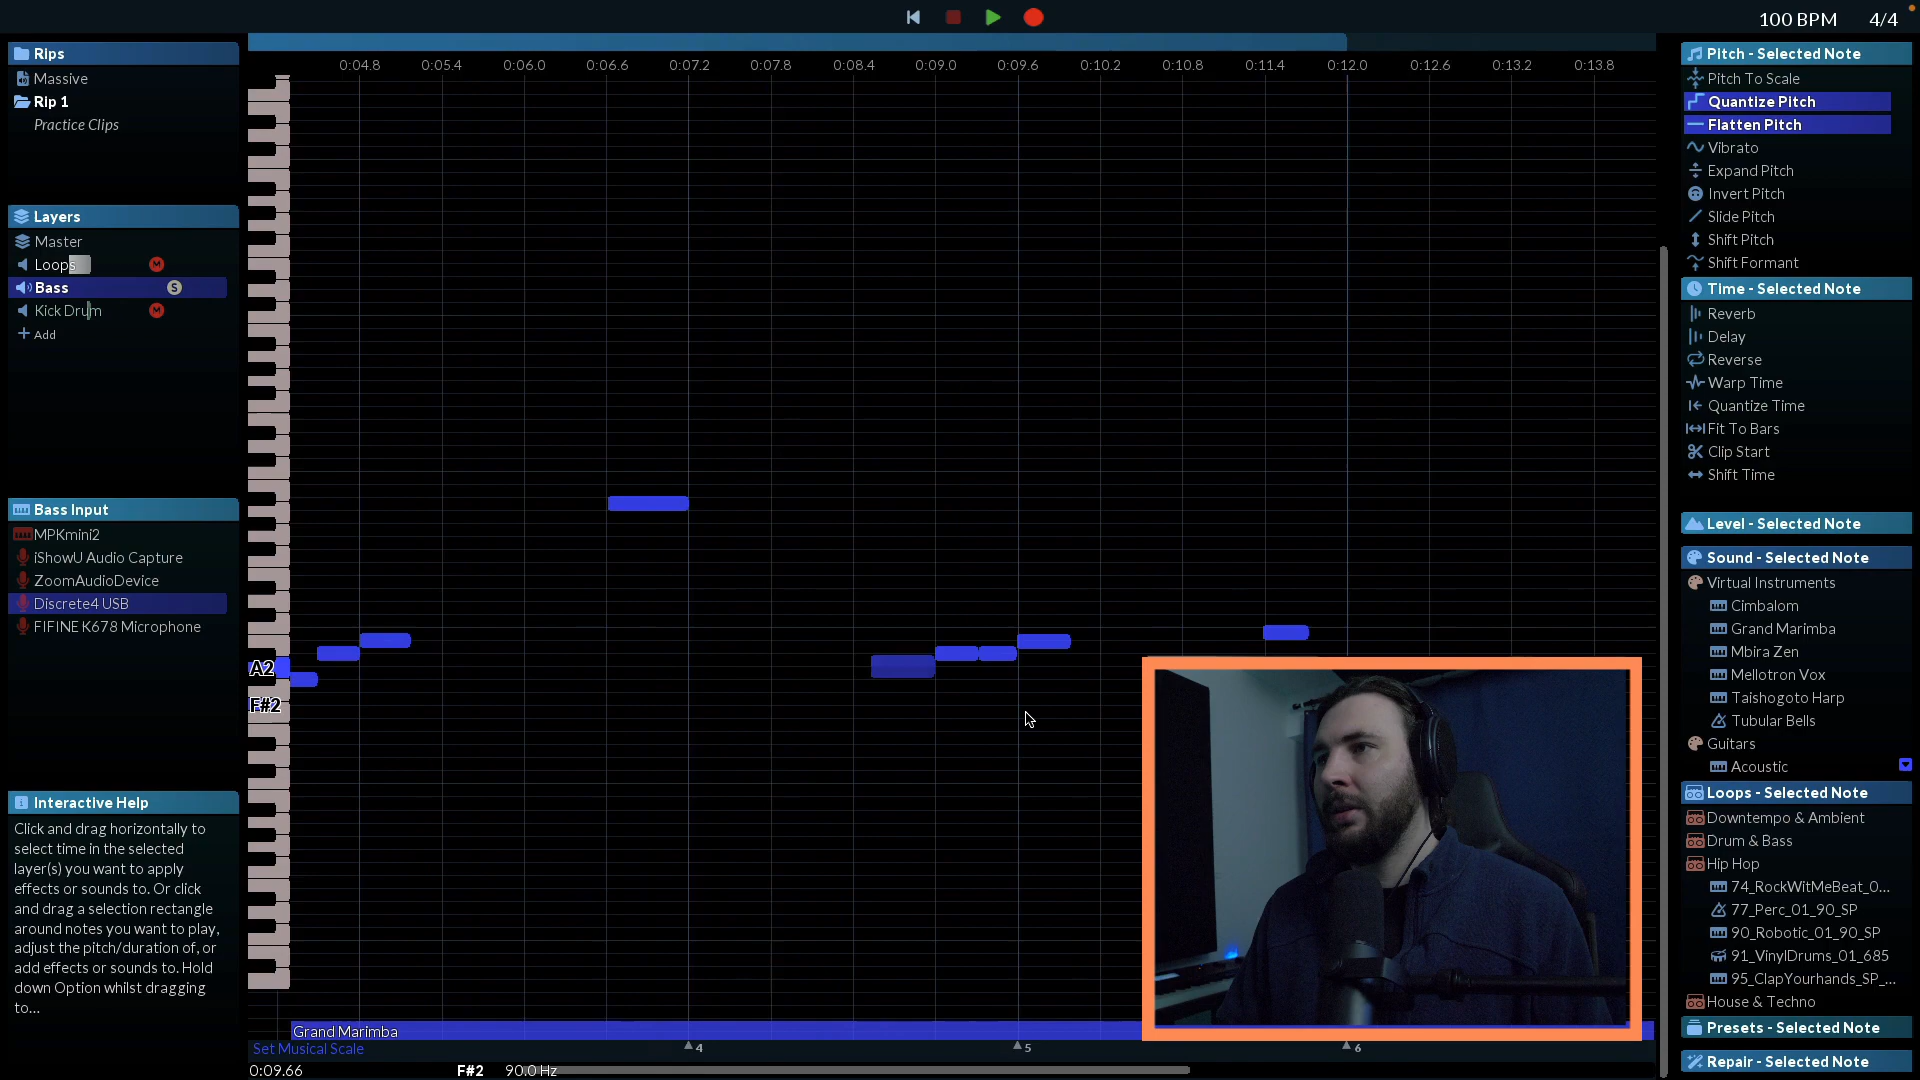 100 BPM 4/4
Rips
Massive
Rip 1
Practice Clips
Layers
Master
Loops M
Bass S
Kick Drum M
Add
Bass Input
MPKmini2
iShowU Audio Capture
ZoomAudioDevice
Discrete4 USB
FIFINE K678 Microphone
Interactive Help
Click and drag horizontally to
select time in the selected
layer(s) you want to apply
effects or sounds to. Or click
and drag a selection rectangle
around notes you want to play,
adjust the pitch/duration of, or
add effects or sounds to. Hold
down Option whilst dragging
to...
0:04.8 0:05.4 0:06.0 0:06.6 0:07.2 0:07.8 0:08.4 0:09.0 0:09.6 0:10.2 0:10.8 0:11.4 0:12.0 0:12.6 0:13.2 0:13.8
A2
F#2
Grand Marimba
Set Musical Scale 4 5 6
0:09.66 F#2 90.0 Hz
Pitch - Selected Note
Pitch To Scale
Quantize Pitch
Flatten Pitch
Vibrato
Expand Pitch
Invert Pitch
Slide Pitch
Shift Pitch
Shift Formant
Time - Selected Note
Reverb
Delay
Reverse
Warp Time
Quantize Time
Fit To Bars
Clip Start
Shift Time
Level - Selected Note
Sound - Selected Note
Virtual Instruments
Cimbalom
Grand Marimba
Mbira Zen
Mellotron Vox
Taishogoto Harp
Tubular Bells
Guitars
Acoustic
Loops - Selected Note
Downtempo & Ambient
Drum & Bass
Hip Hop
74_RockWitMeBeat_0...
77_Perc_01_90_SP
90_Robotic_01_90_SP
91_VinylDrums_01_685
95_ClapYourhands_SP_...
House & Techno
Presets - Selected Note
Repair - Selected Note